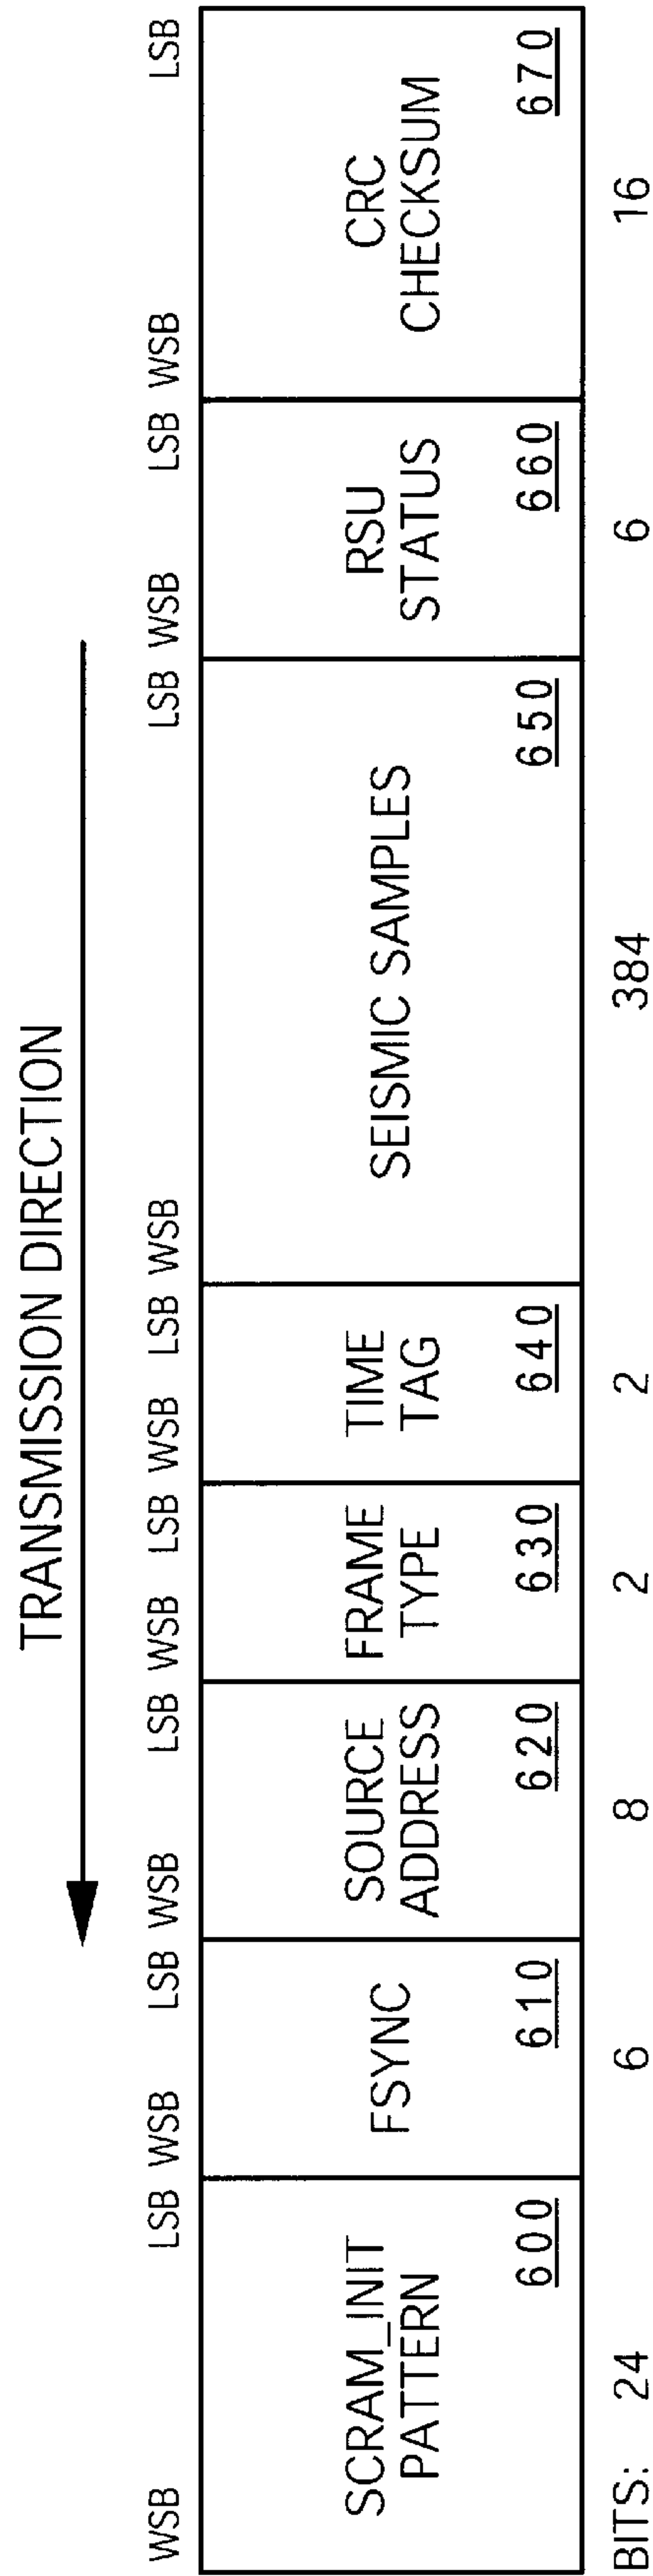 TRANSMISSION DIRECTION
WSB LSB WSB LSB WSB LSB WSB LSB WSB LSB WSB LSB WSB LSB WSB LSB
SCRAM_INIT
PATTERN
600
FSYNC
610
SOURCE
ADDRESS
620
FRAME
TYPE
630
TIME
TAG
640
SEISMIC SAMPLES
650
RSU
STATUS
660
CRC
CHECKSUM
670
BITS: 24 6 8 2 2 384 6 16